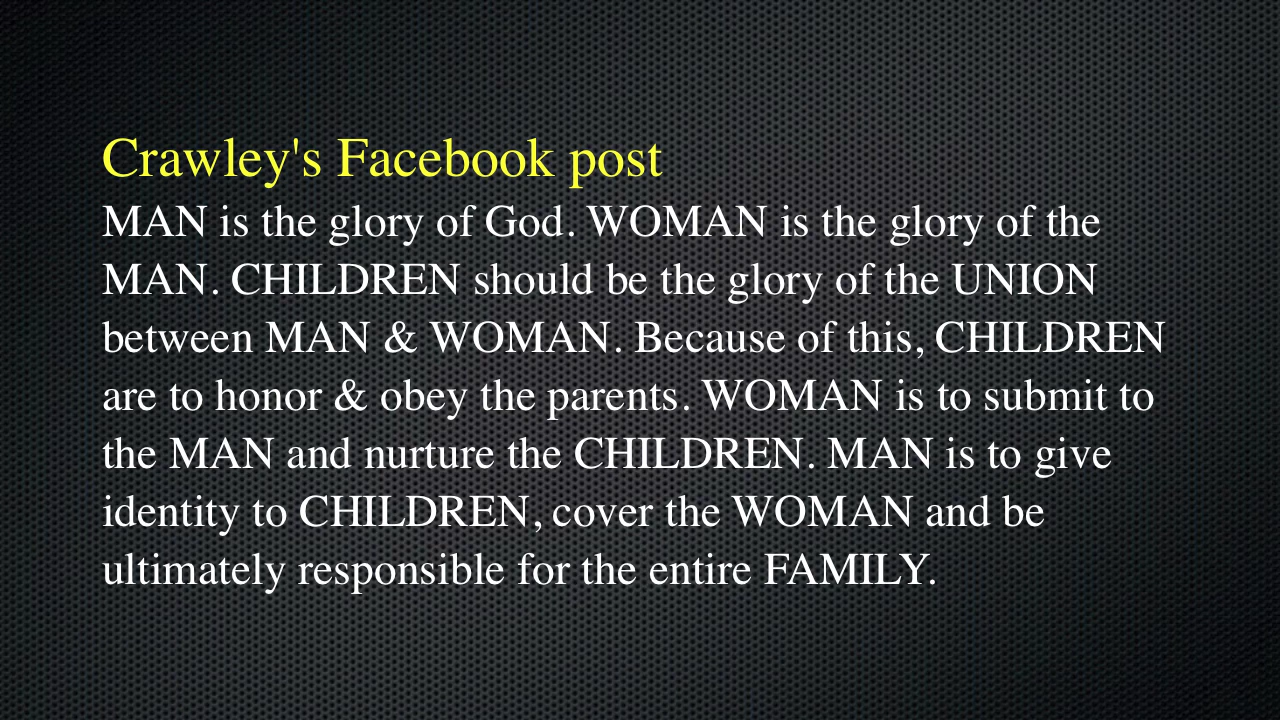 Crawley's Facebook post
MAN is the glory of God. WOMAN is the glory of the
MAN. CHILDREN should be the glory of the UNION
between MAN & WOMAN. Because of this, CHILDREN
are to honor & obey the parents. WOMAN is to submit to
the MAN and nurture the CHILDREN. MAN is to give
identity to CHILDREN, cover the WOMAN and be
ultimately responsible for the entire FAMILY.